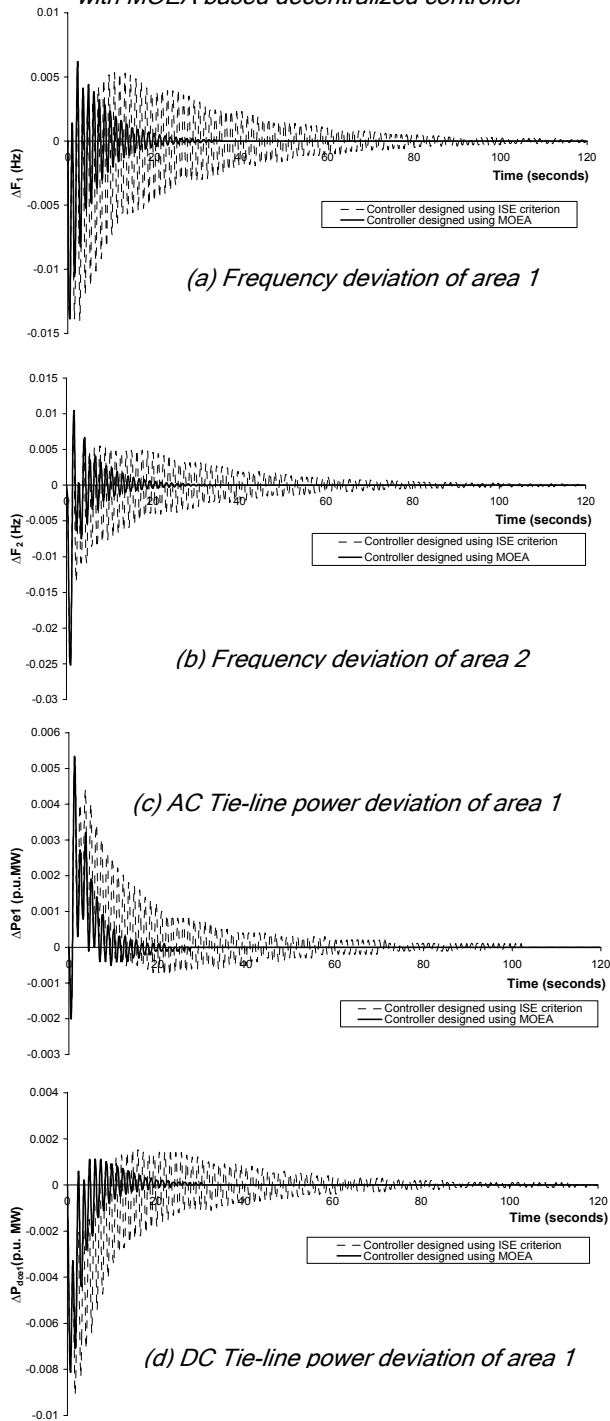 with MOEA based decentralized controller
0.01
0.005
0
-0.005
-0.01
-0.015
0 20 40 60 80 100 120
ΔF1 (Hz)
Time (seconds)
Controller designed using ISE criterion
Controller designed using MOEA
(a) Frequency deviation of area 1
0.015
0.01
0.005
0
-0.005
-0.01
-0.015
-0.02
-0.025
-0.03
0 20 40 60 80 100 120
ΔF2 (Hz)
Time (seconds)
Controller designed using ISE criterion
Controller designed using MOEA
(b) Frequency deviation of area 2
0.006
0.005
0.004
0.003
0.002
0.001
0
-0.001
-0.002
-0.003
(c) AC Tie-line power deviation of area 1
0 20 40 60 80 100 120
ΔPe1 (p.u.MW)
Time (seconds)
Controller designed using ISE criterion
Controller designed using MOEA
0.004
0.002
0
-0.002
-0.004
-0.006
-0.008
-0.01
0 20 40 60 80 100 120
(p.u. MW)
Time (seconds)
Controller designed using ISE criterion
Controller designed using MOEA
(d) DC Tie-line power deviation of area 1